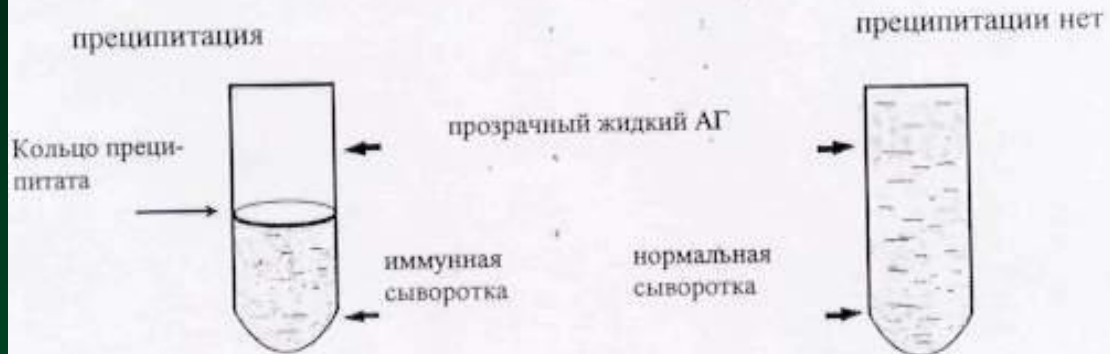 преципитация
преципитации нет
Кольцо преци-
питата
прозрачный жидкий АГ
иммунная
сыворотка
нормальная
сыворотка